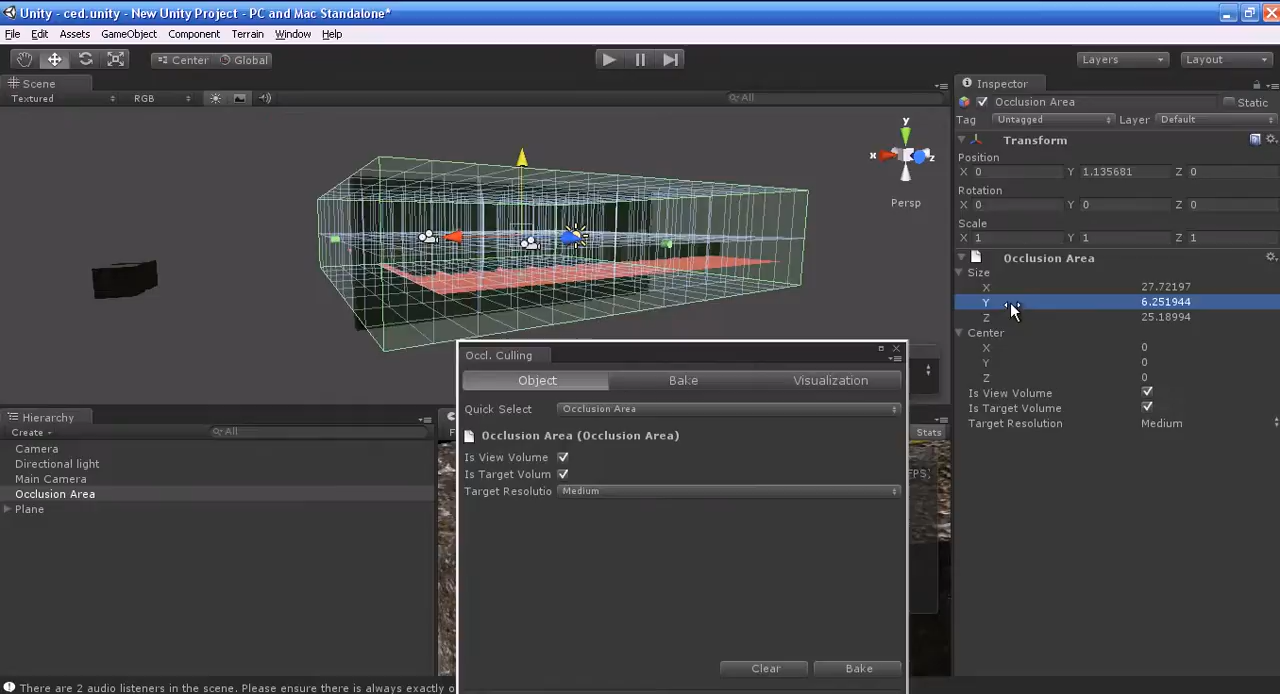 Unity - ced.unity - New Unity Project - PC and Mac Standalone*
File Edit Assets GameObject Component Terrain Window Help
Center Global Layers Layout
Scene
Textured RGB All
y
x
z
Persp
Inspector
Occlusion Area Static
Tag Untagged Layer Default
Transform
Position
X 0 Y 1.135681 Z 0
Rotation
X 0 Y 0 Z 0
Scale
X 1 Y 1 Z 1
Occlusion Area
Size
X 27.72197
Y 6.251944
Z 25.18994
Center
X 0
Y 0
Z 0
Is View Volume
Is Target Volume
Target Resolution Medium
Hierarchy
Create All
Camera
Directional light
Main Camera
Occlusion Area
Plane
Stats
Occl. Culling
Object Bake Visualization
Quick Select Occlusion Area
Occlusion Area (Occlusion Area)
Is View Volume
Is Target Volum
Target Resolutio Medium
Clear Bake
There are 2 audio listeners in the scene. Please ensure there is always exactly o